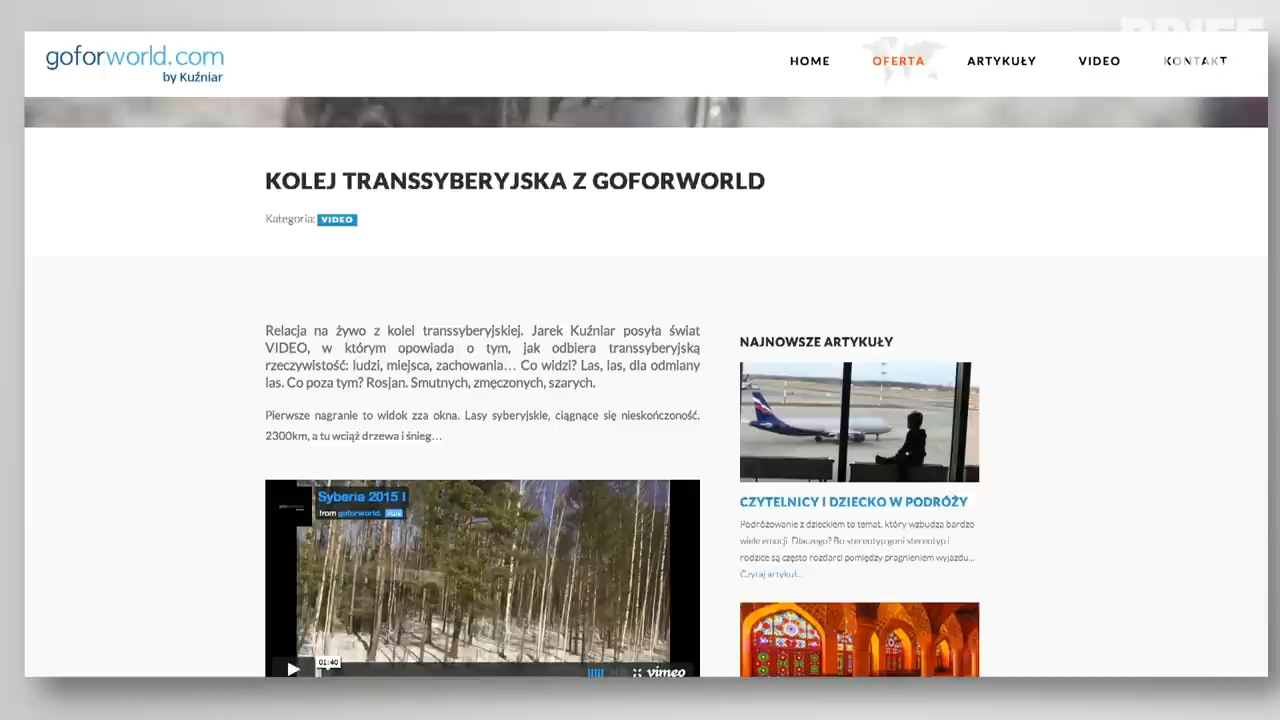 BRIEF
goforworld.com
by Kuźniar
HOME
OFERTA
ARTYKUŁY
VIDEO
KONTAKT
KOLEJ TRANSSYBERYJSKA Z GOFORWORLD
Kategoria: VIDEO
Relacja na żywo z kolei transsyberyjskiej. Jarek Kuźniar posyła świat
VIDEO, w którym opowiada o tym, jak odbiera transsyberyjską
rzeczywistość: ludzi, miejsca, zachowania… Co widzi? Las, las, dla odmiany
las. Co poza tym? Rosjan. Smutnych, zmęczonych, szarych.
Pierwsze nagranie to widok zza okna. Lasy syberyjskie, ciągnące się nieskończoność.
2300km, a tu wciąż drzewa i śnieg…
Syberia 2015 I
from goforworld. PLUS
01:40
vimeo
NAJNOWSZE ARTYKUŁY
CZYTELNICY I DZIECKO W PODRÓŻY
Podróżowanie z dzieckiem to temat, który wzbudza bardzo
wiele emocji. Dlaczego? Bo stereotyp goni stereotyp i
rodzice są często rozdarci pomiędzy pragnieniem wyjazdu...
Czytaj artykuł...